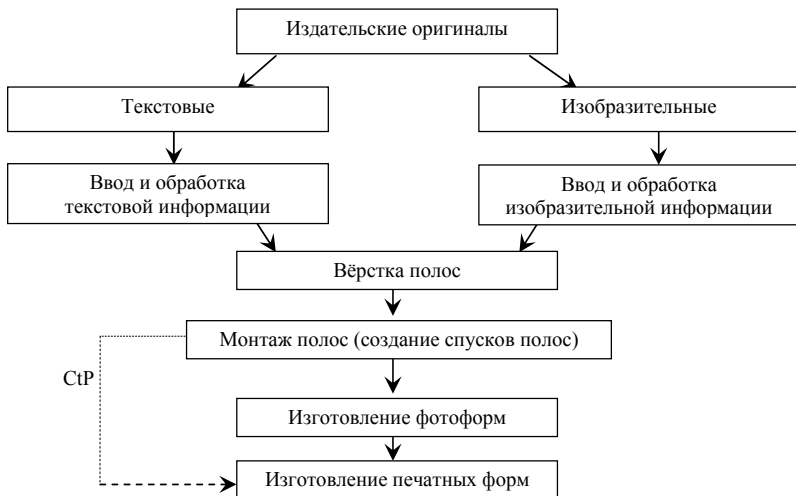 Издательские оригиналы
Текстовые
Изобразительные
Ввод и обработка
текстовой информации
Ввод и обработка
изобразительной информации
Вёрстка полос
Монтаж полос (создание спусков полос)
CtP
Изготовление фотоформ
Изготовление печатных форм